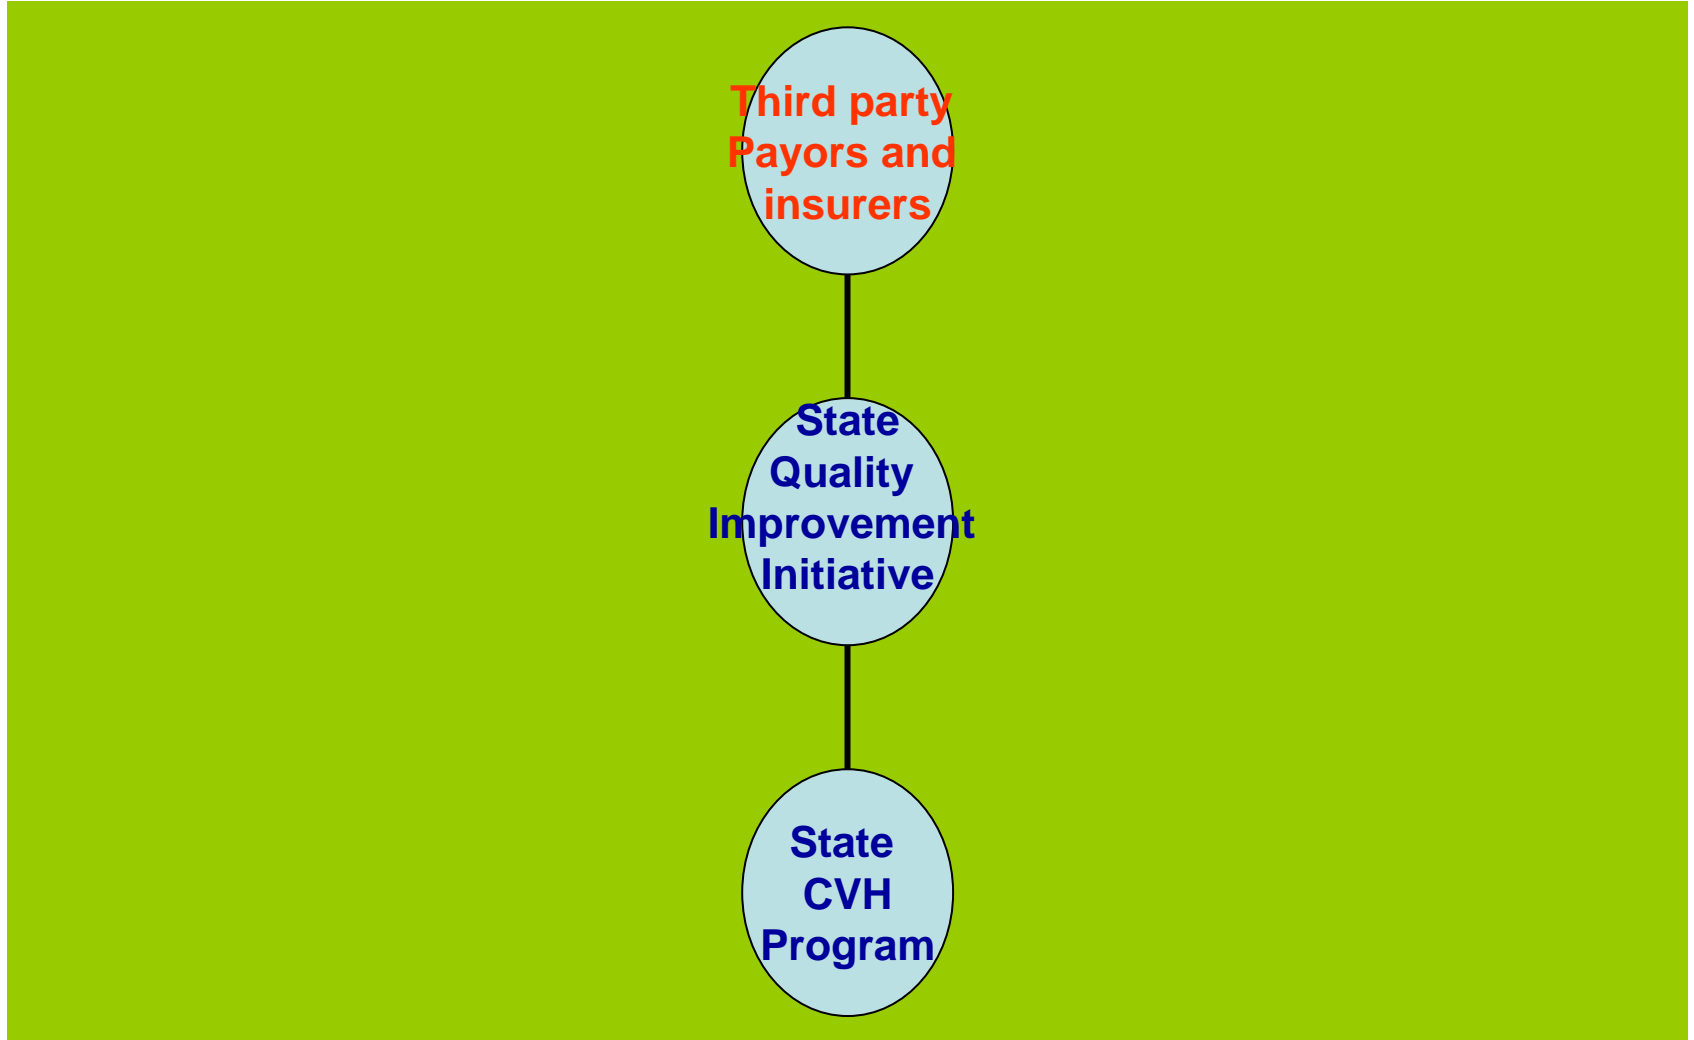 Third party
Payors and
insurers
State
Quality
Improvement
Initiative
State
CVH
Program